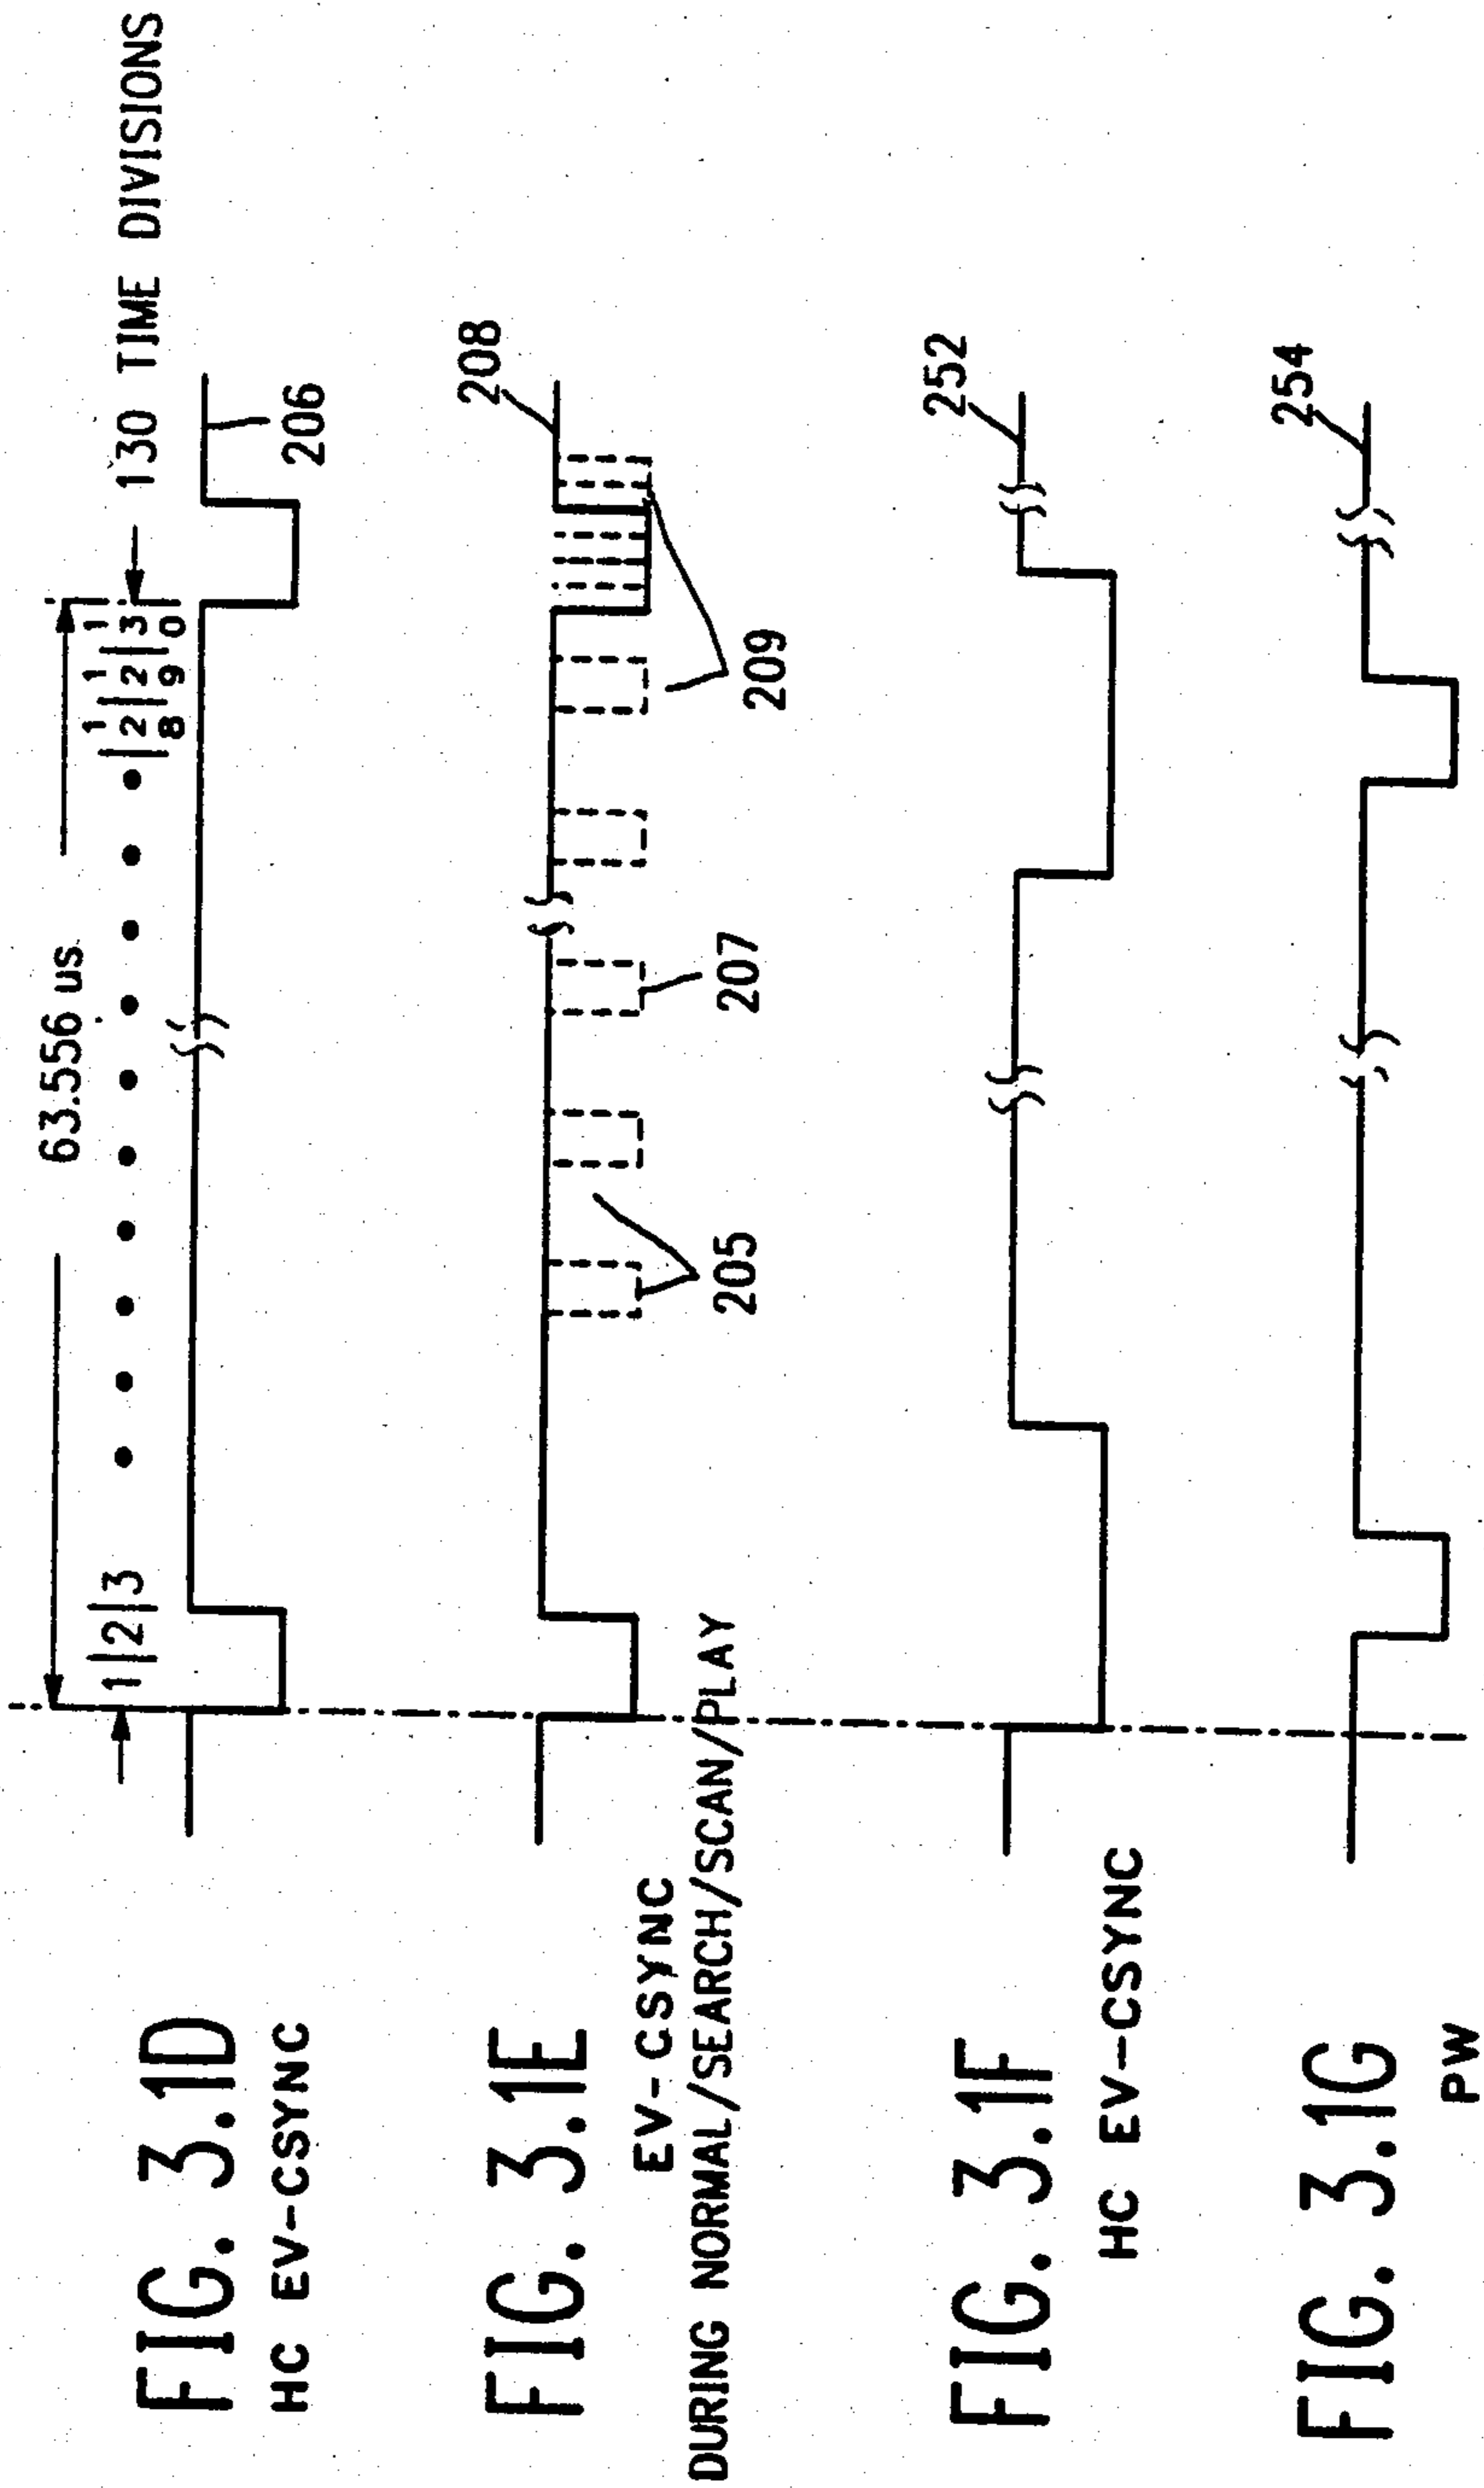 63.556 us
1|2|3
|128|129|130
130 TIME DIVISIONS
206
FIG. 3.1D
HC EV-CSYNC
208
205
207
209
FIG. 3.1E
EV-CSYNC
DURING NORMAL/SEARCH/SCAN/PLAY
252
FIG. 3.1F
HC EV-CSYNC
254
FIG. 3.1G
PW